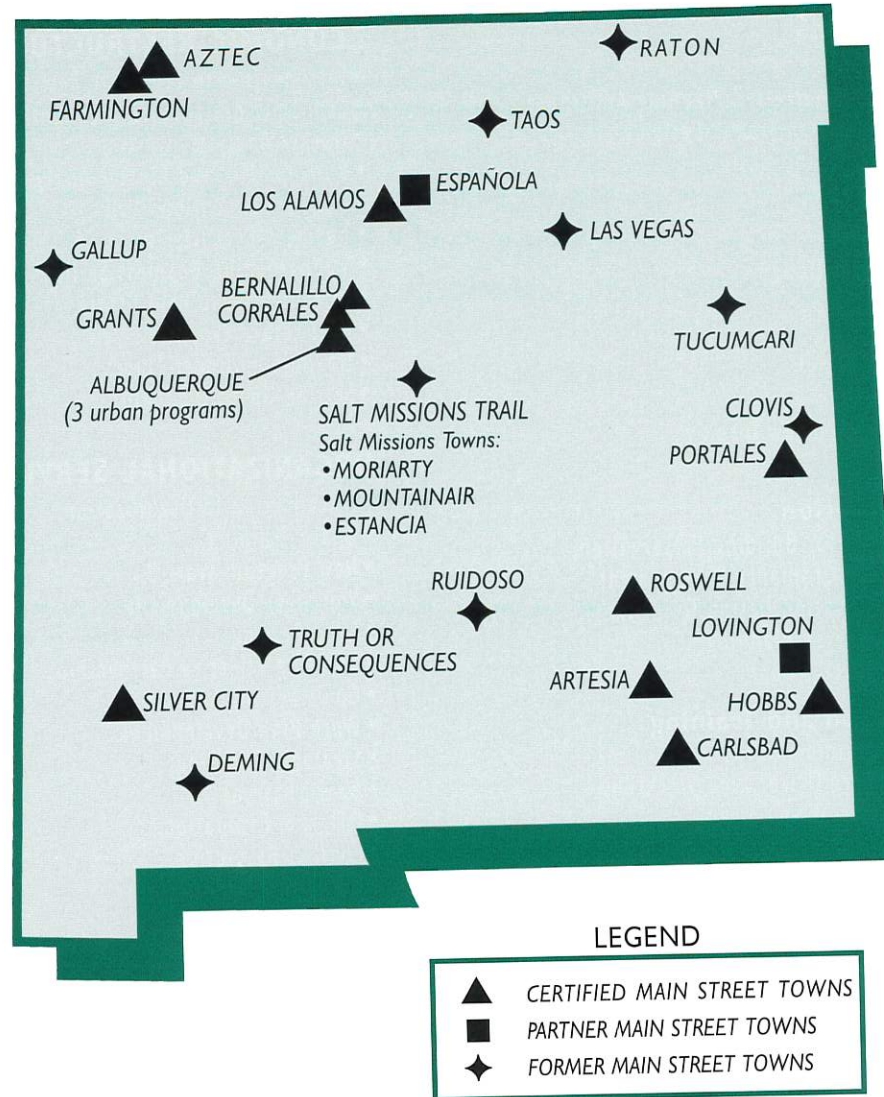 AZTEC
RATON
FARMINGTON
TAOS
ESPAÑOLA
LOS ALAMOS
LAS VEGAS
GALLUP
BERNALILLO
CORRALES
GRANTS
TUCUMCARI
ALBUQUERQUE
(3 urban programs)
SALT MISSIONS TRAIL
Salt Missions Towns:
•MORIARTY
•MOUNTAINAIR
•ESTANCIA
CLOVIS
PORTALES
RUIDOSO
ROSWELL
LOVINGTON
TRUTH OR
CONSEQUENCES
ARTESIA
HOBBS
SILVER CITY
CARLSBAD
DEMING
LEGEND
CERTIFIED MAIN STREET TOWNS
PARTNER MAIN STREET TOWNS
FORMER MAIN STREET TOWNS